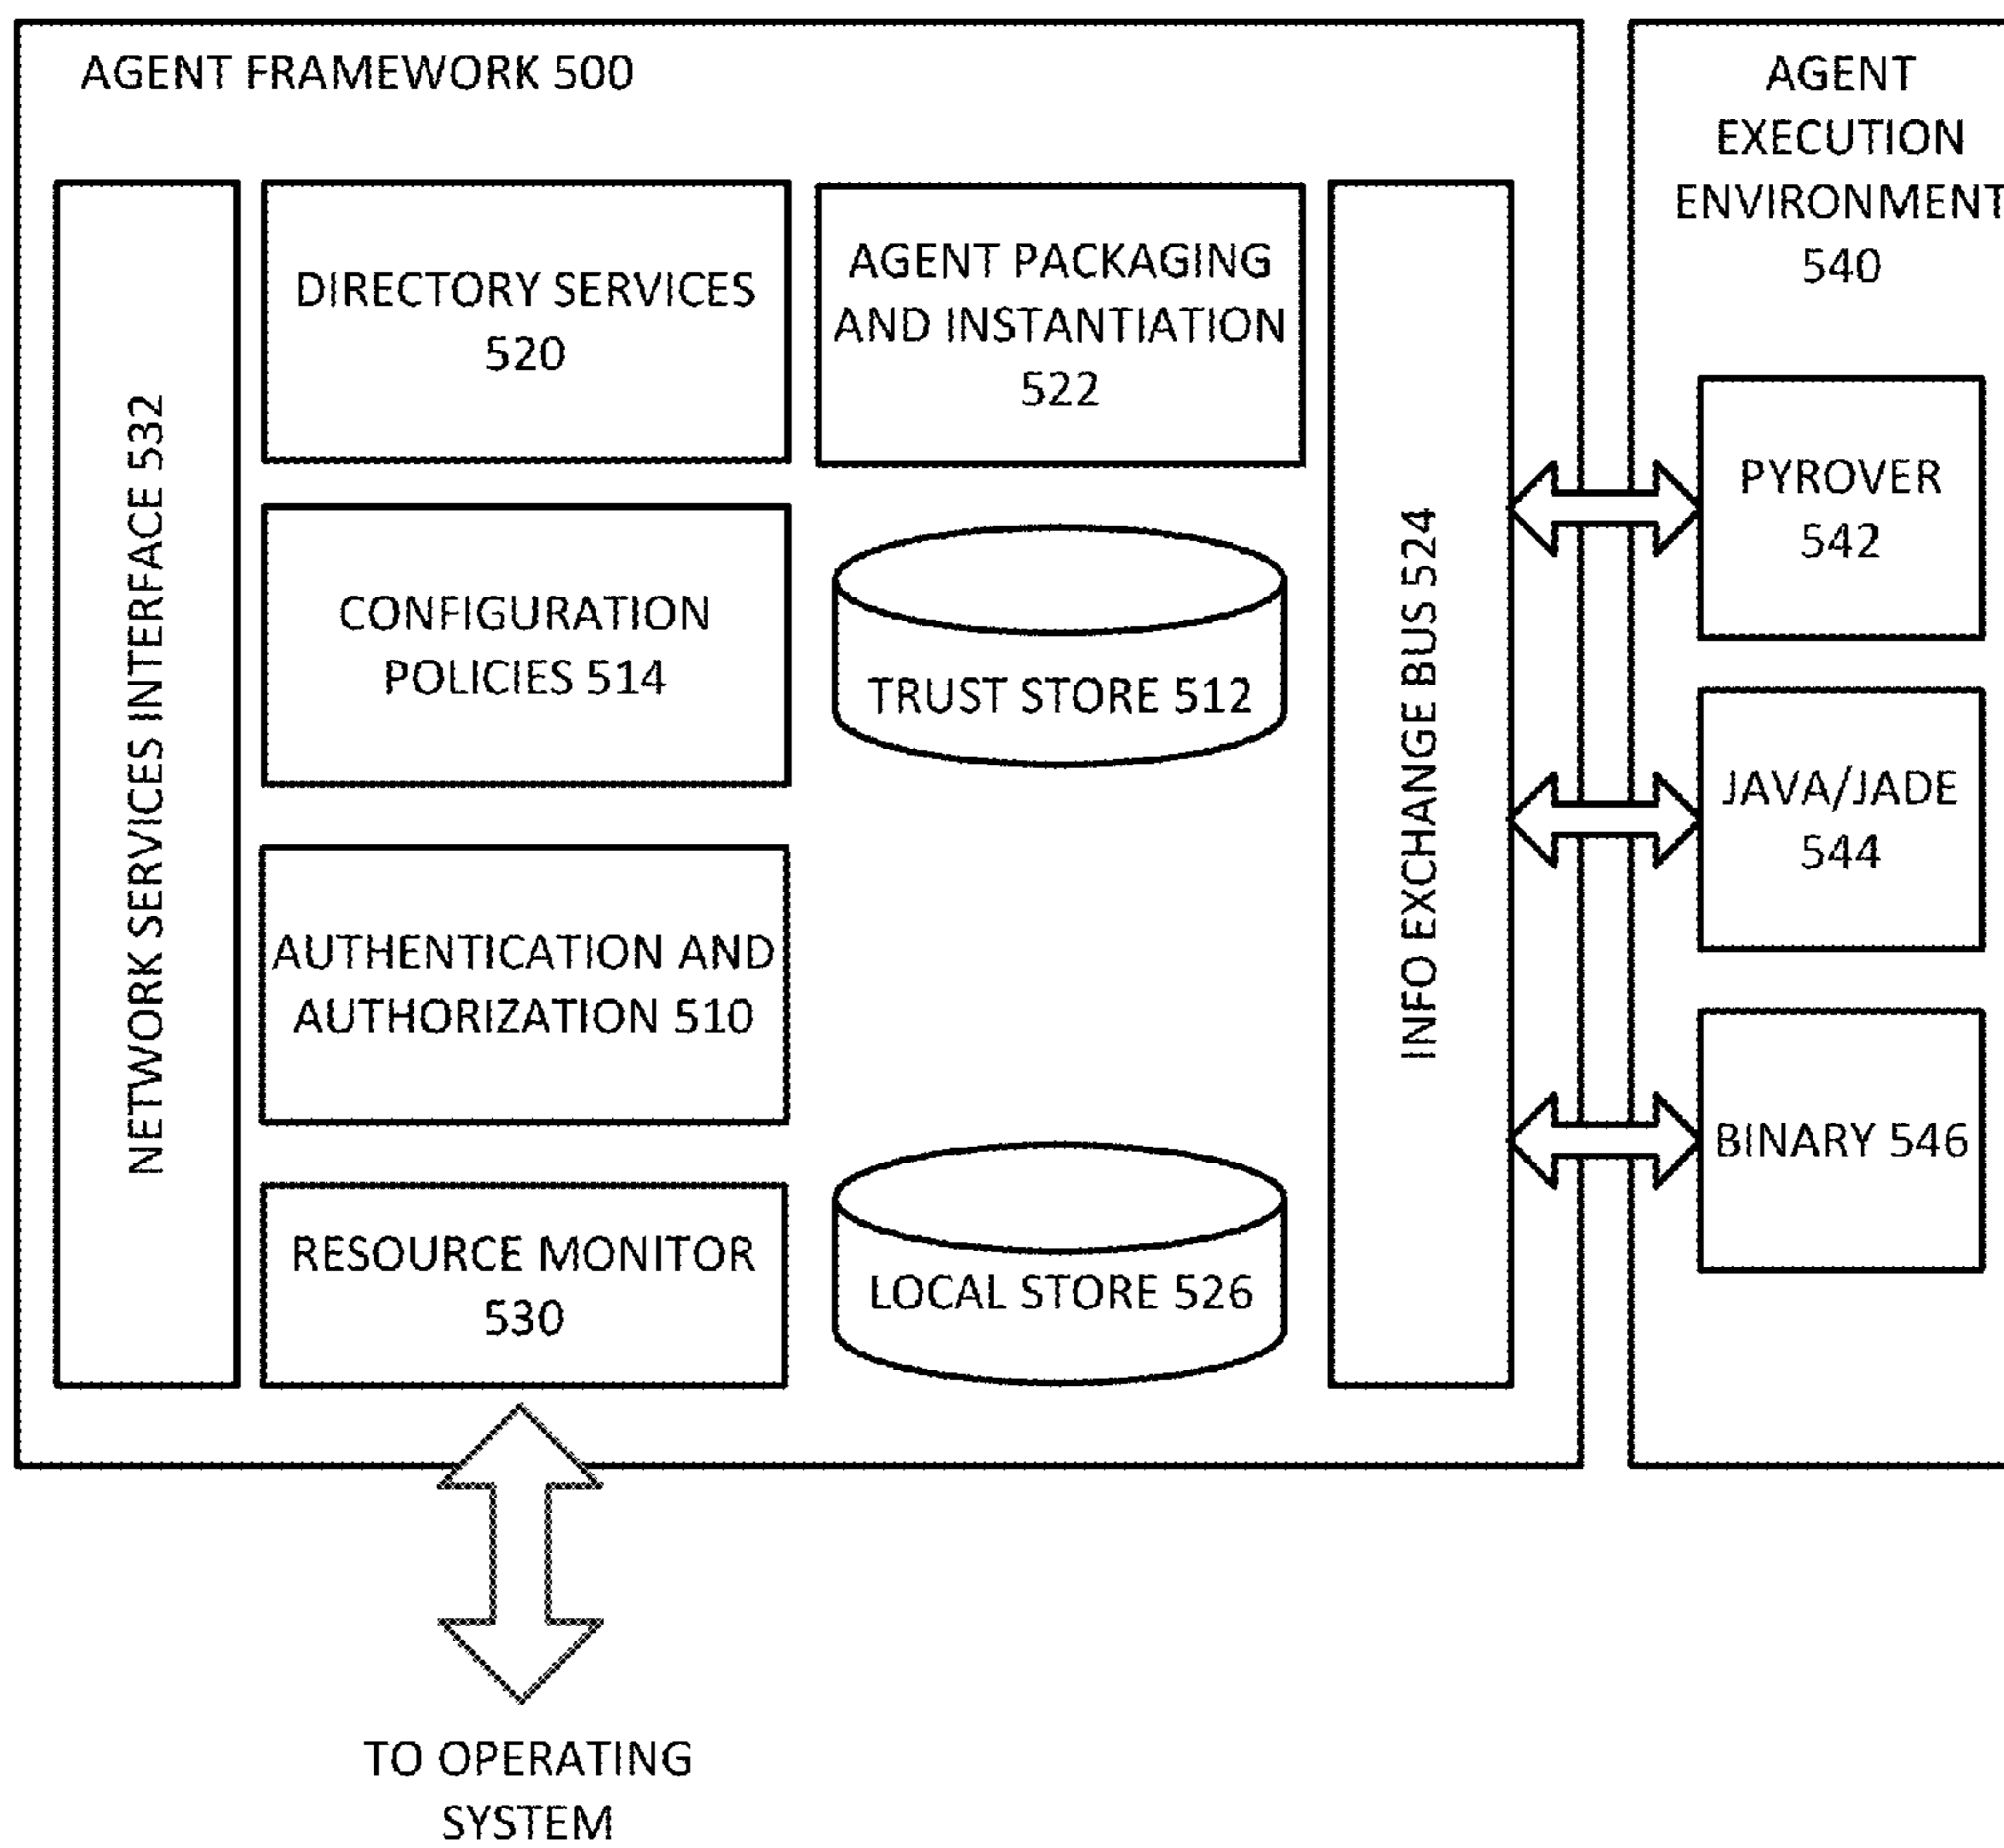 AGENT FRAMEWORK 500
NETWORK SERVICES INTERFACE 532
DIRECTORY SERVICES
520
AGENT PACKAGING
AND INSTANTIATION
522
CONFIGURATION
POLICIES 514
TRUST STORE 512
AUTHENTICATION AND
AUTHORIZATION 510
RESOURCE MONITOR
530
LOCAL STORE 526
INFO EXCHANGE BUS 524
AGENT
EXECUTION
ENVIRONMENT
540
PYROVER
542
JAVA/JADE
544
BINARY 546
TO OPERATING
SYSTEM